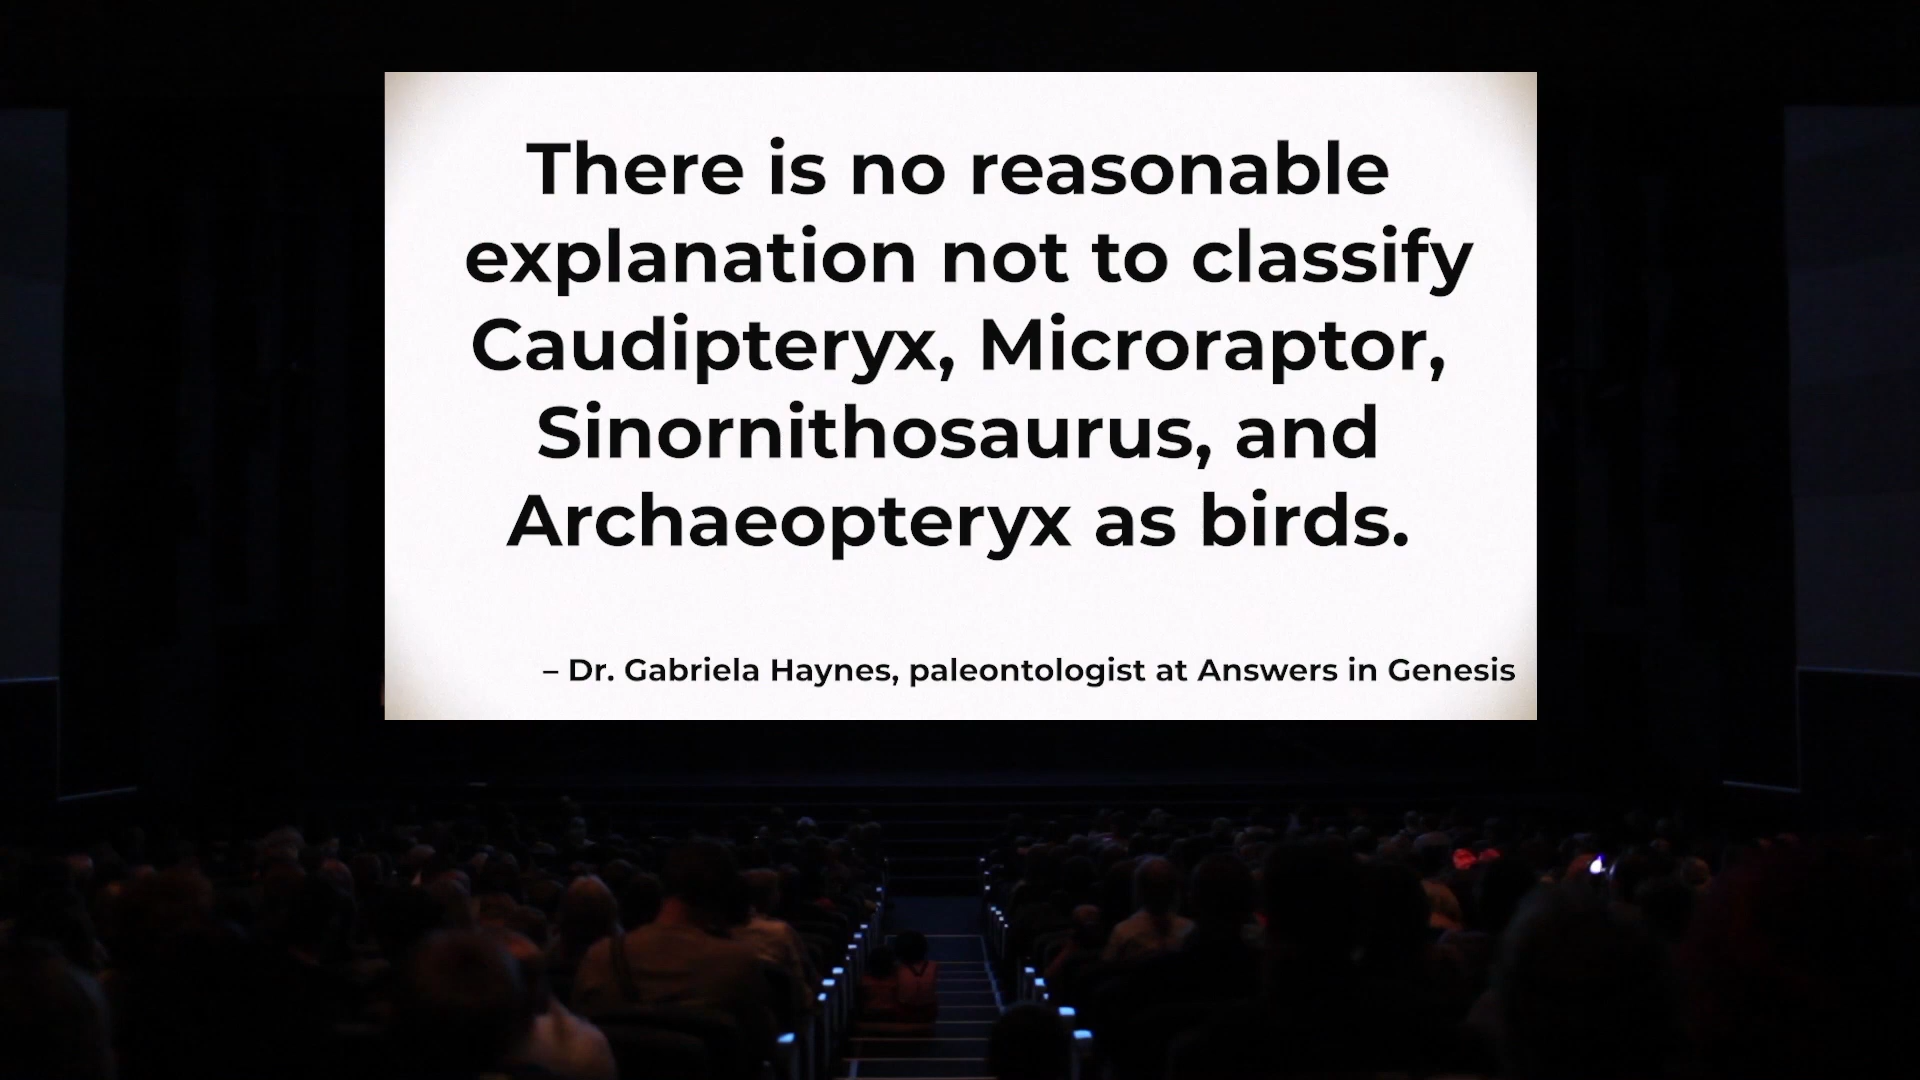 There is no reasonable
explanation not to classify
Caudipteryx, Microraptor,
Sinornithosaurus, and
Archaeopteryx as birds.
– Dr. Gabriela Haynes, paleontologist at Answers in Genesis